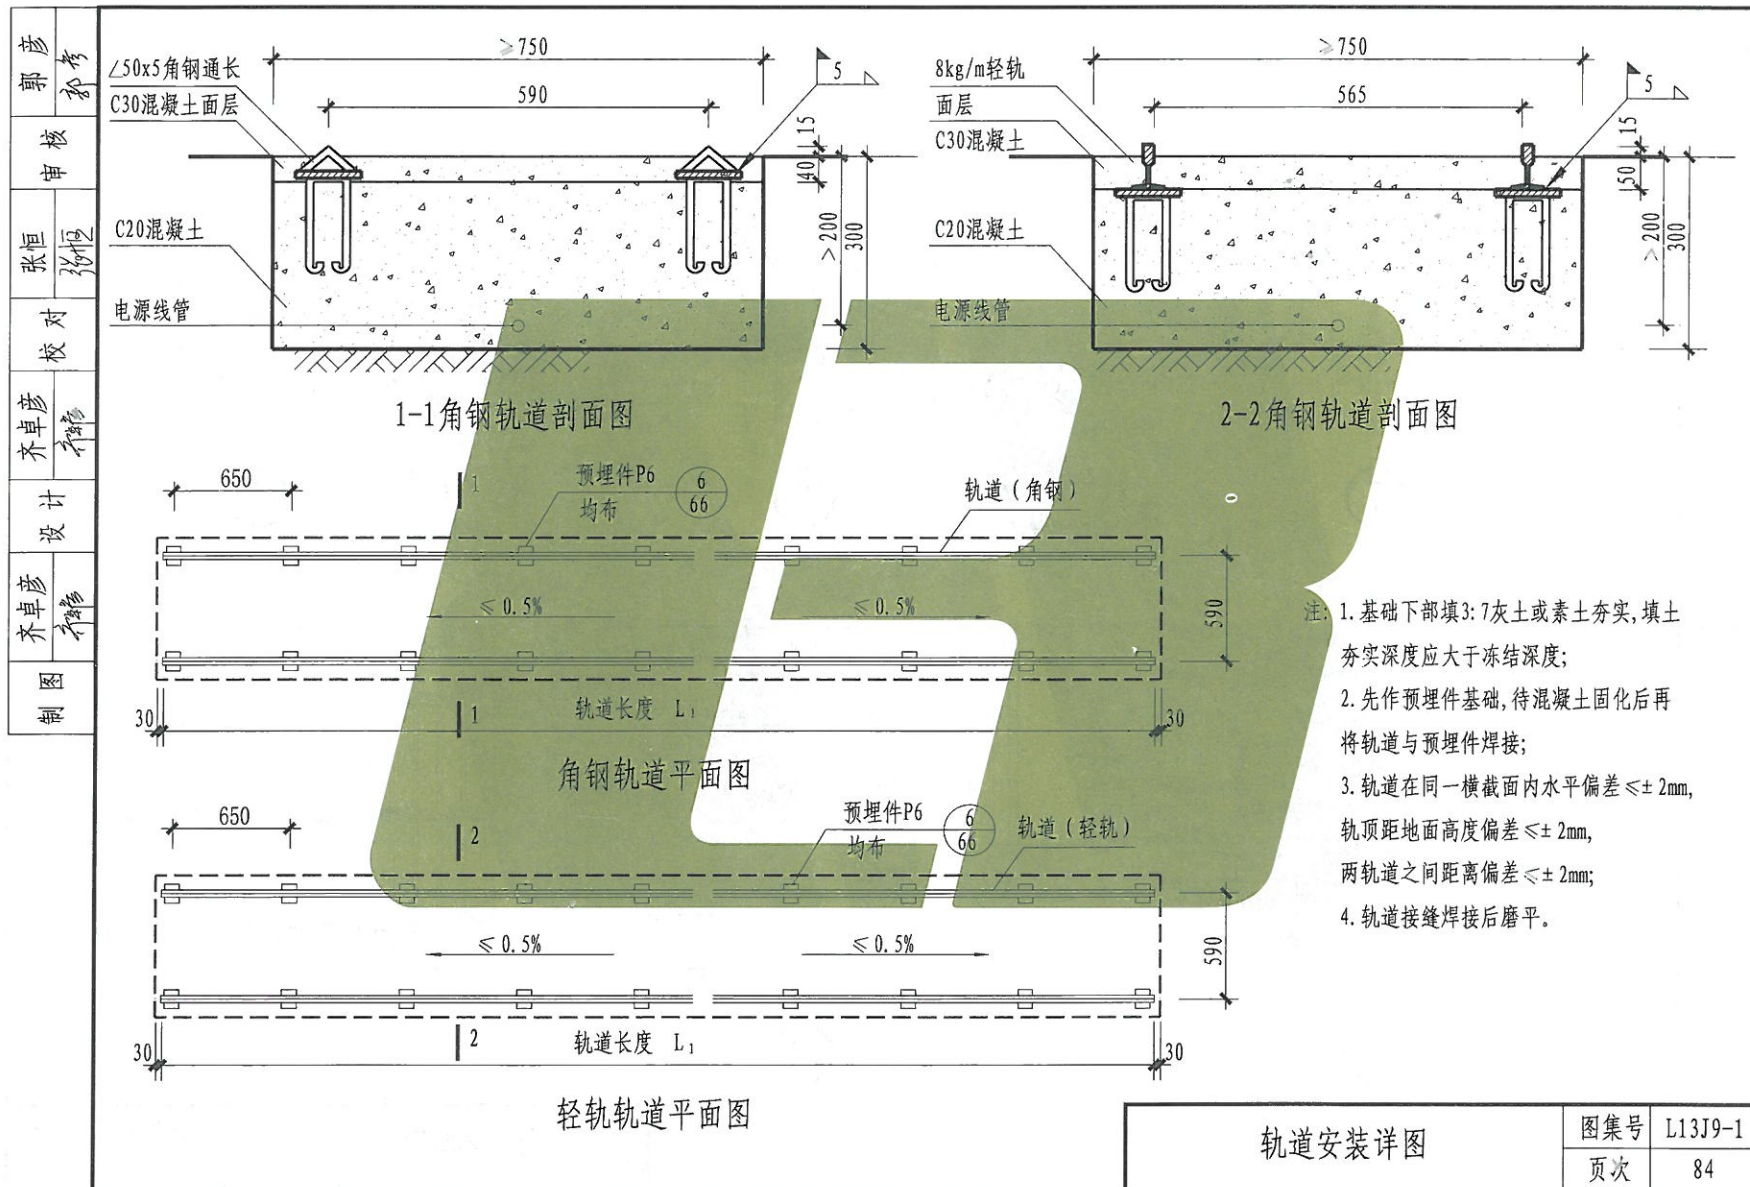 郭彦
审核
张恒
校对
齐卓彦
设计
齐卓彦
制图
≥750
∠50x5角钢通长
C30混凝土面层
590
5
15
40
C20混凝土
>200
300
电源线管
1-1角钢轨道剖面图
≥750
8kg/m轻轨
面层
C30混凝土
565
5
15
50
C20混凝土
>200
300
电源线管
2-2角钢轨道剖面图
650
1
预埋件P6
均布
6
66
轨道(角钢)
≤0.5%
≤0.5%
590
30
1
轨道长度 L₁
30
角钢轨道平面图
650
2
预埋件P6
均布
6
66
轨道(轻轨)
≤0.5%
≤0.5%
590
30
2
轨道长度 L₁
30
轻轨轨道平面图
注: 1.基础下部填3:7灰土或素土夯实,填土
夯实深度应大于冻结深度;
2.先作预埋件基础,待混凝土固化后再
将轨道与预埋件焊接;
3.轨道在同一横截面内水平偏差≤±2mm,
轨顶距地面高度偏差≤±2mm,
两轨道之间距离偏差≤±2mm;
4.轨道接缝焊接后磨平。
轨道安装详图
图集号 L13J9-1
页次 84